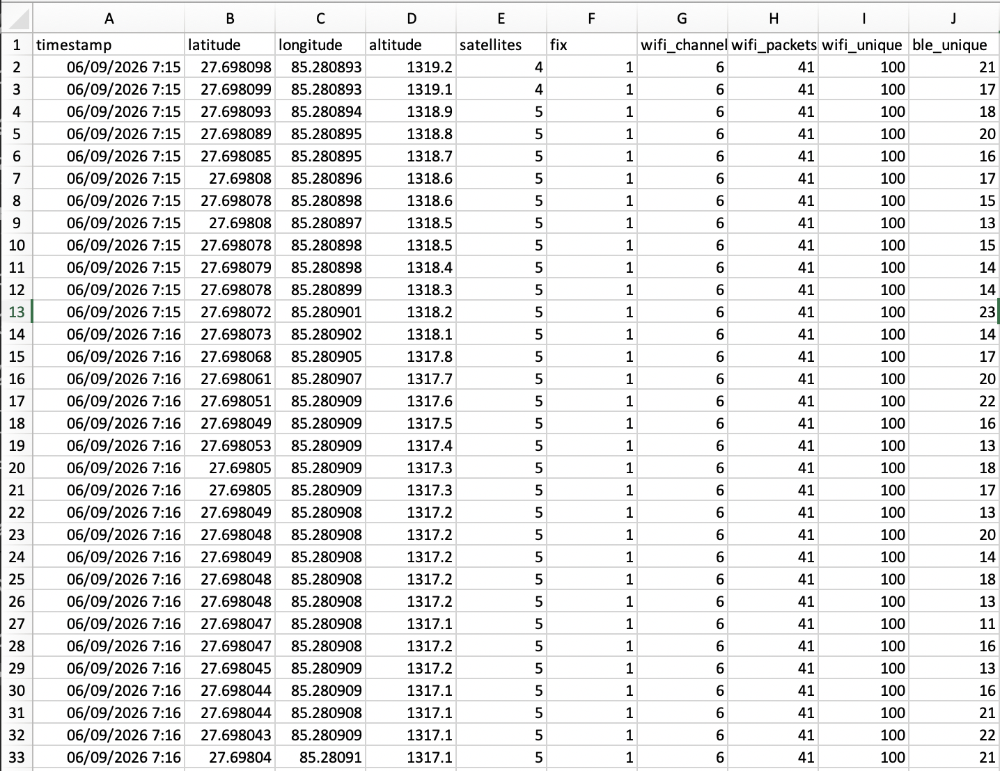 A B C D E F G H I J
1 timestamp latitude longitude altitude satellites fix wifi_channel wifi_packets wifi_unique ble_unique
2 06/09/2026 7:15 27.698098 85.280893 1319.2 4 1 6 41 100 21
3 06/09/2026 7:15 27.698099 85.280893 1319.1 4 1 6 41 100 17
4 06/09/2026 7:15 27.698093 85.280894 1318.9 5 1 6 41 100 18
5 06/09/2026 7:15 27.698089 85.280895 1318.8 5 1 6 41 100 20
6 06/09/2026 7:15 27.698085 85.280895 1318.7 5 1 6 41 100 16
7 06/09/2026 7:15 27.69808 85.280896 1318.6 5 1 6 41 100 17
8 06/09/2026 7:15 27.698078 85.280898 1318.6 5 1 6 41 100 15
9 06/09/2026 7:15 27.69808 85.280897 1318.5 5 1 6 41 100 13
10 06/09/2026 7:15 27.698078 85.280898 1318.5 5 1 6 41 100 15
11 06/09/2026 7:15 27.698079 85.280898 1318.4 5 1 6 41 100 14
12 06/09/2026 7:15 27.698078 85.280899 1318.3 5 1 6 41 100 14
13 06/09/2026 7:15 27.698072 85.280901 1318.2 5 1 6 41 100 23
14 06/09/2026 7:16 27.698073 85.280902 1318.1 5 1 6 41 100 14
15 06/09/2026 7:16 27.698068 85.280905 1317.8 5 1 6 41 100 17
16 06/09/2026 7:16 27.698061 85.280907 1317.7 5 1 6 41 100 20
17 06/09/2026 7:16 27.698051 85.280909 1317.6 5 1 6 41 100 22
18 06/09/2026 7:16 27.698049 85.280909 1317.5 5 1 6 41 100 16
19 06/09/2026 7:16 27.698053 85.280909 1317.4 5 1 6 41 100 13
20 06/09/2026 7:16 27.69805 85.280909 1317.3 5 1 6 41 100 18
21 06/09/2026 7:16 27.69805 85.280909 1317.3 5 1 6 41 100 17
22 06/09/2026 7:16 27.698049 85.280908 1317.2 5 1 6 41 100 13
23 06/09/2026 7:16 27.698048 85.280908 1317.2 5 1 6 41 100 20
24 06/09/2026 7:16 27.698049 85.280908 1317.2 5 1 6 41 100 14
25 06/09/2026 7:16 27.698048 85.280908 1317.2 5 1 6 41 100 18
26 06/09/2026 7:16 27.698048 85.280908 1317.2 5 1 6 41 100 13
27 06/09/2026 7:16 27.698047 85.280908 1317.1 5 1 6 41 100 11
28 06/09/2026 7:16 27.698047 85.280908 1317.2 5 1 6 41 100 16
29 06/09/2026 7:16 27.698045 85.280909 1317.2 5 1 6 41 100 13
30 06/09/2026 7:16 27.698044 85.280909 1317.1 5 1 6 41 100 16
31 06/09/2026 7:16 27.698044 85.280908 1317.1 5 1 6 41 100 21
32 06/09/2026 7:16 27.698043 85.280909 1317.1 5 1 6 41 100 22
33 06/09/2026 7:16 27.69804 85.28091 1317.1 5 1 6 41 100 21